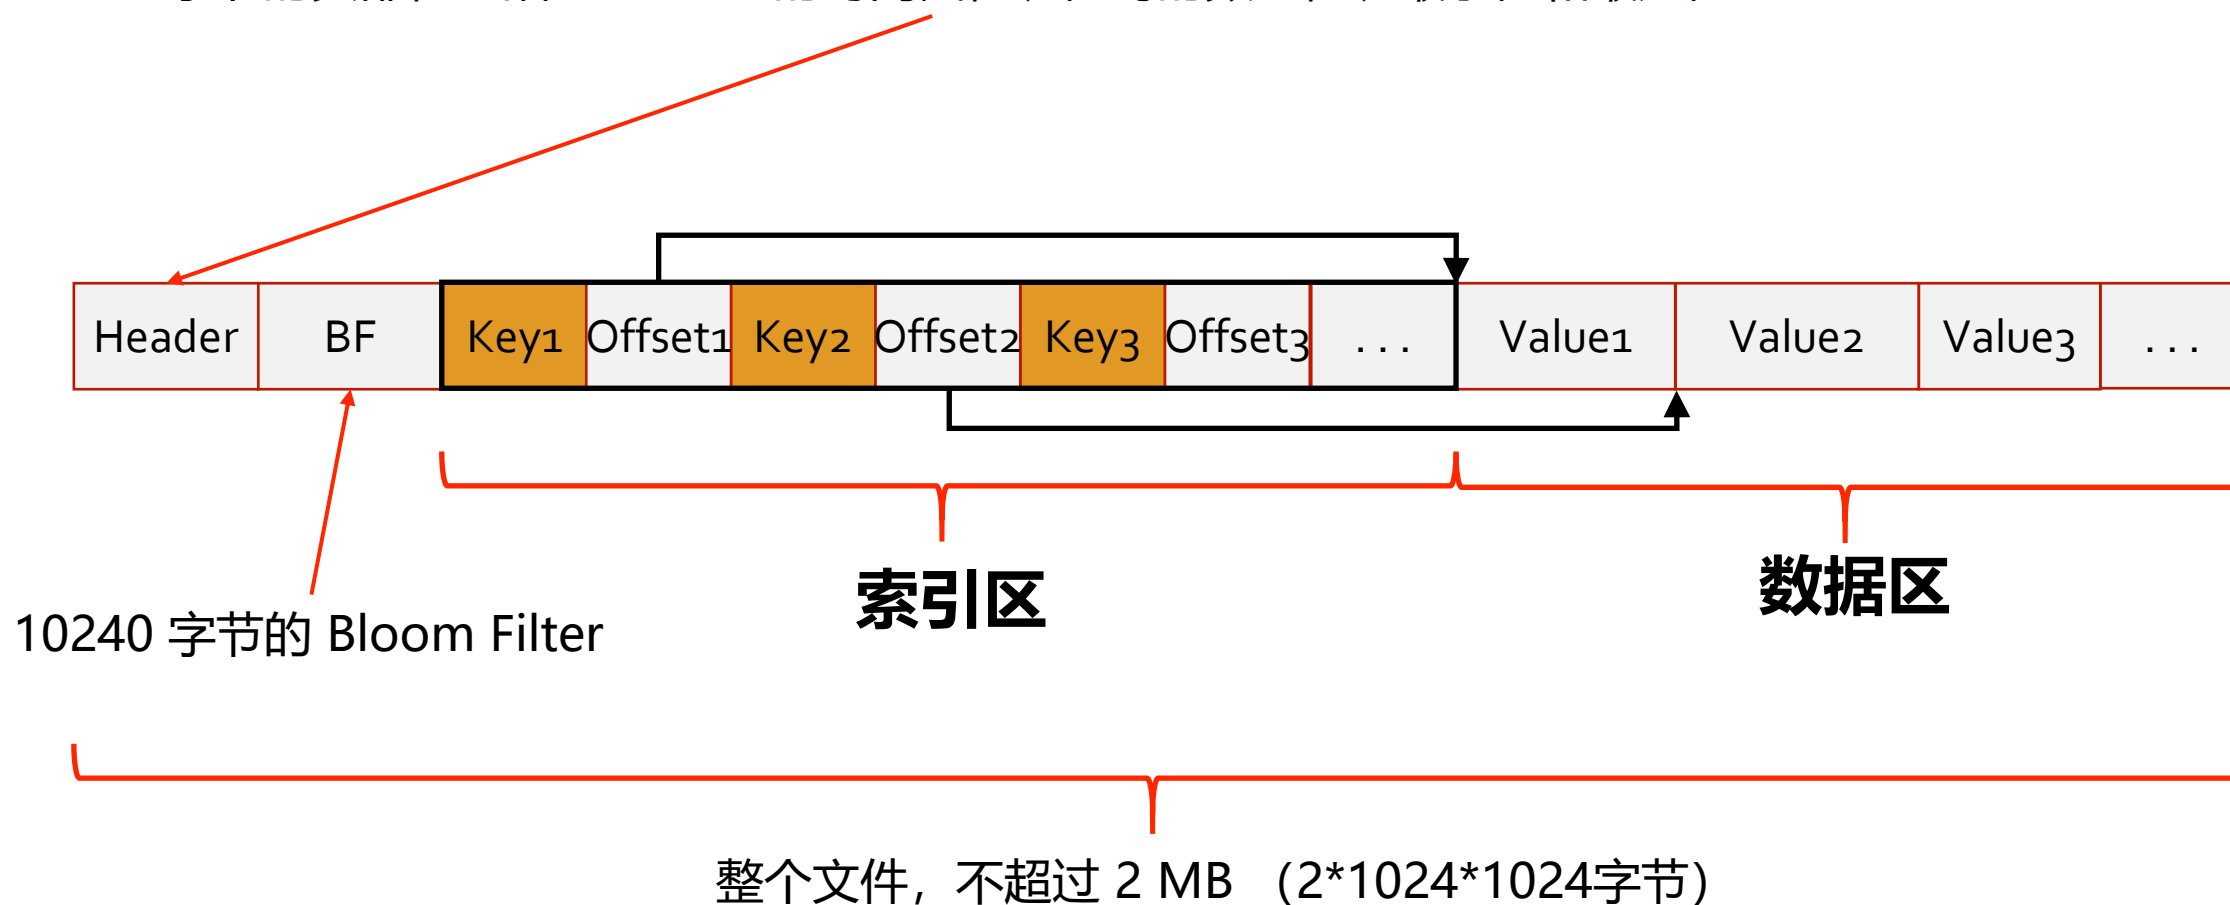 Header BF Key1 Offset1 Key2 Offset2 Key3 Offset3 ... Value1 Value2 Value3 ...
索引区 数据区
10240 字节的 Bloom Filter
整个文件，不超过 2 MB （2*1024*1024字节）